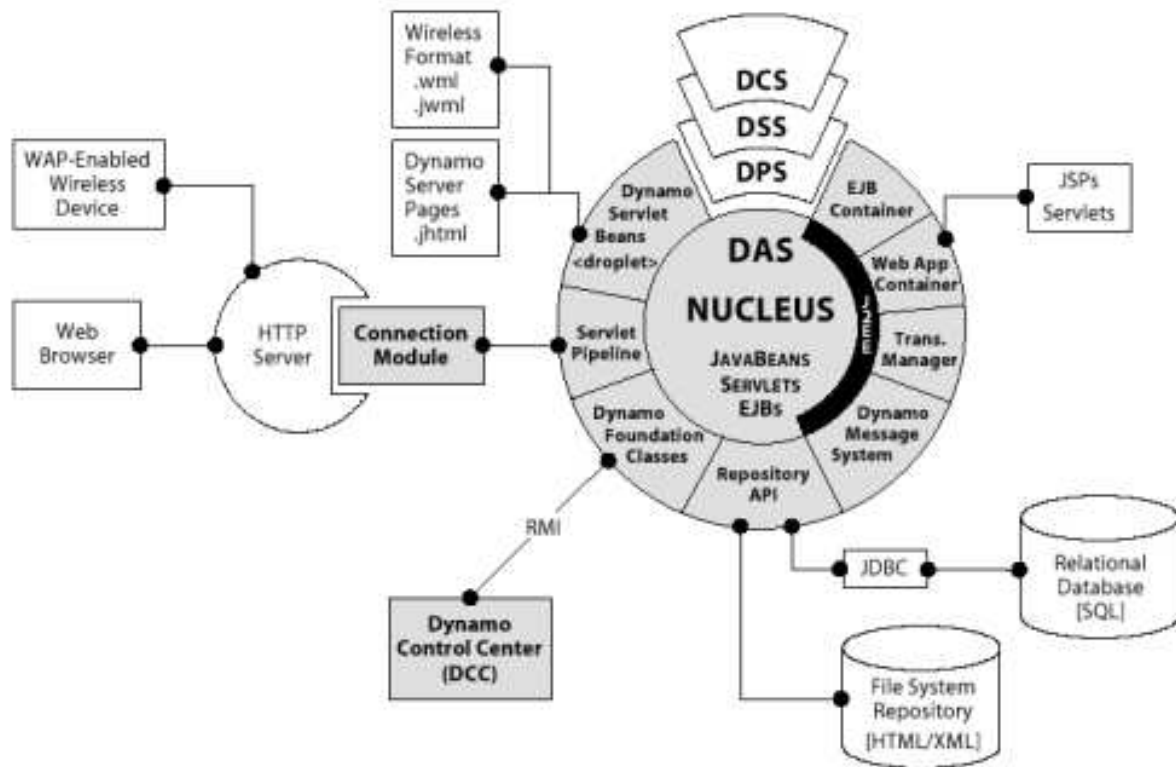 Wireless
Format
.wml
.jwml
DCS
DSS
DPS
WAP-Enabled
Wireless
Device
Dynamo
Server
Pages
.jhtml
Dynamo
Servlet
Beans
<droplet>
EJB
Container
JSPs
Servlets
DAS
NUCLEUS
JAVABEANS
SERVLETS
EJBS
Web App
Container
Web
Browser
HTTP
Server
Connection
Module
Servlet
Pipeline
Trans.
Manager
Dynamo
Foundation
Classes
Repository
API
Dynamo
Message
System
RMI
JDBC
Relational
Database
[SQL]
Dynamo
Control Center
(DCC)
File System
Repository
[HTML/XML]